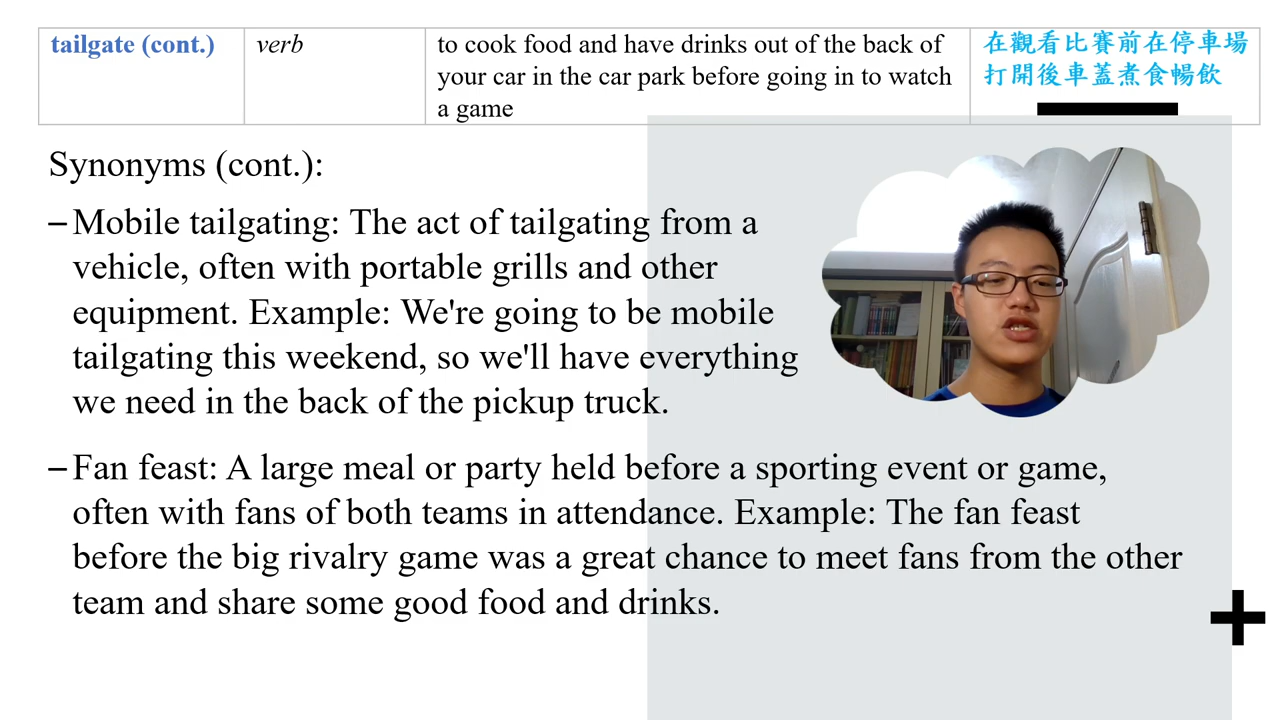 tailgate (cont.)
verb
to cook food and have drinks out of the back of
your car in the car park before going in to watch
a game
在觀看比賽前在停車場
打開後車蓋煮食暢飲
Synonyms (cont.):
– Mobile tailgating: The act of tailgating from a
vehicle, often with portable grills and other
equipment. Example: We're going to be mobile
tailgating this weekend, so we'll have everything
we need in the back of the pickup truck.
– Fan feast: A large meal or party held before a sporting event or game,
often with fans of both teams in attendance. Example: The fan feast
before the big rivalry game was a great chance to meet fans from the other
team and share some good food and drinks.